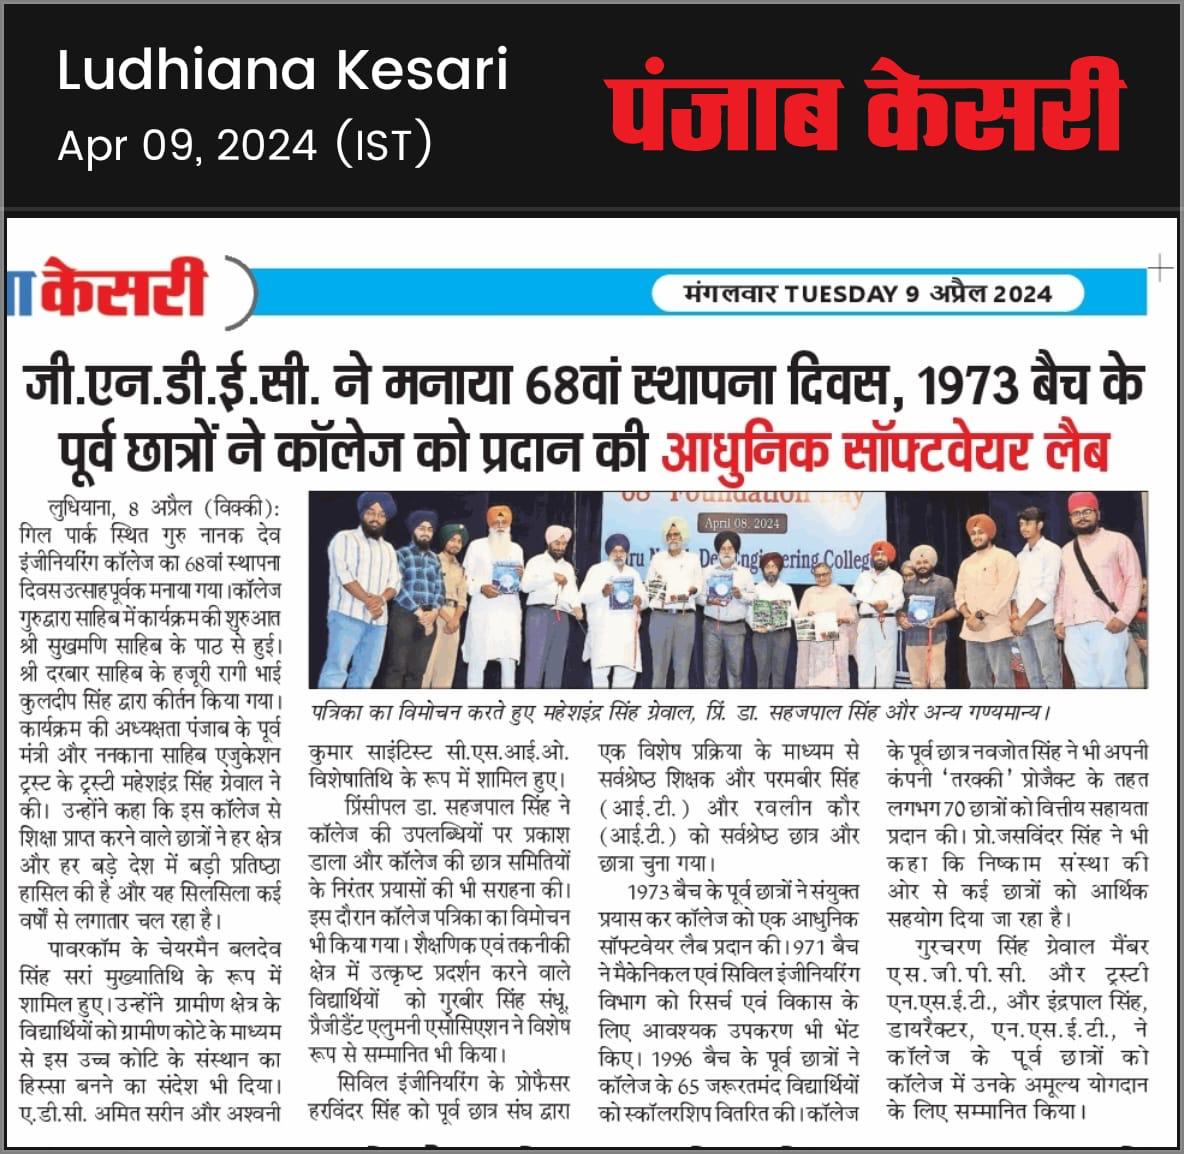 Ludhiana Kesari
Apr 09, 2024 (IST)
पंजाब केसरी
केसरी
मंगलवार TUESDAY 9 अप्रैल 2024
जी.एन.डी.ई.सी. ने मनाया 68वां स्थापना दिवस, 1973 बैच के
पूर्व छात्रों ने कॉलेज को प्रदान की आधुनिक सॉफ्टवेयर लैब
लुधियाना, 8 अप्रैल (विक्की):
गिल पार्क स्थित गुरु नानक देव
इंजीनियरिंग कॉलेज का 68वां स्थापना
दिवस उत्साहपूर्वक मनाया गया। कॉलेज
गुरुद्वारा साहिब में कार्यक्रम की शुरुआत
श्री सुखमणि साहिब के पाठ से हुई।
श्री दरबार साहिब के हजूरी रागी भाई
कुलदीप सिंह द्वारा कीर्तन किया गया।
कार्यक्रम की अध्यक्षता पंजाब के पूर्व
मंत्री और ननकाना साहिब एजुकेशन
ट्रस्ट के ट्रस्टी महेशइंद्र सिंह ग्रेवाल ने
की। उन्होंने कहा कि इस कॉलेज से
शिक्षा प्राप्त करने वाले छात्रों ने हर क्षेत्र
और हर बड़े देश में बड़ी प्रतिष्ठा
हासिल की है और यह सिलसिला कई
वर्षों से लगातार चल रहा है।
पावरकॉम के चेयरमैन बलदेव
सिंह सरां मुख्यातिथि के रूप में
शामिल हुए। उन्होंने ग्रामीण क्षेत्र के
विद्यार्थियों को ग्रामीण कोटे के माध्यम
से इस उच्च कोटि के संस्थान का
हिस्सा बनने का संदेश भी दिया।
ए.डी.सी. अमित सरीन और अश्वनी
68th Foundation Day
April 08, 2024
Dev Engineering College
पत्रिका का विमोचन करते हुए महेशइंद्र सिंह ग्रेवाल, प्रिं. डा. सहजपाल सिंह और अन्य गण्यमान्य।
कुमार साइंटिस्ट सी.एस.आई.ओ.
विशेषातिथि के रूप में शामिल हुए।
प्रिंसीपल डा. सहजपाल सिंह ने
कॉलेज की उपलब्धियों पर प्रकाश
डाला और कॉलेज की छात्र समितियों
के निरंतर प्रयासों की भी सराहना की।
इस दौरान कॉलेज पत्रिका का विमोचन
भी किया गया। शैक्षणिक एवं तकनीकी
क्षेत्र में उत्कृष्ट प्रदर्शन करने वाले
विद्यार्थियों को गुरबीर सिंह संधू,
प्रैजीडैंट एलुमनी एसोसिएशन ने विशेष
रूप से सम्मानित भी किया।
सिविल इंजीनियरिंग के प्रोफैसर
हरविंदर सिंह को पूर्व छात्र संघ द्वारा
एक विशेष प्रक्रिया के माध्यम से
सर्वश्रेष्ठ शिक्षक और परमबीर सिंह
(आई.टी.) और रवलीन कौर
(आई.टी.) को सर्वश्रेष्ठ छात्र और
छात्रा चुना गया।
1973 बैच के पूर्व छात्रों ने संयुक्त
प्रयास कर कॉलेज को एक आधुनिक
सॉफ्टवेयर लैब प्रदान की। 971 बैच
ने मैकेनिकल एवं सिविल इंजीनियरिंग
विभाग को रिसर्च एवं विकास के
लिए आवश्यक उपकरण भी भेंट
किए। 1996 बैच के पूर्व छात्रों ने
कॉलेज के 65 जरूरतमंद विद्यार्थियों
को स्कॉलरशिप वितरित की। कॉलेज
के पूर्व छात्र नवजोत सिंह ने भी अपनी
कंपनी ‘तरक्की’ प्रोजैक्ट के तहत
लगभग 70 छात्रों को वित्तीय सहायता
प्रदान की। प्रो.जसविंदर सिंह ने भी
कहा कि निष्काम संस्था की
ओर से कई छात्रों को आर्थिक
सहयोग दिया जा रहा है।
गुरचरण सिंह ग्रेवाल मैंबर
एस.जी.पी.सी. और ट्रस्टी
एन.एस.ई.टी., और इंद्रपाल सिंह,
डायरैक्टर, एन.एस.ई.टी., ने
कॉलेज के पूर्व छात्रों को
कॉलेज में उनके अमूल्य योगदान
के लिए सम्मानित किया।